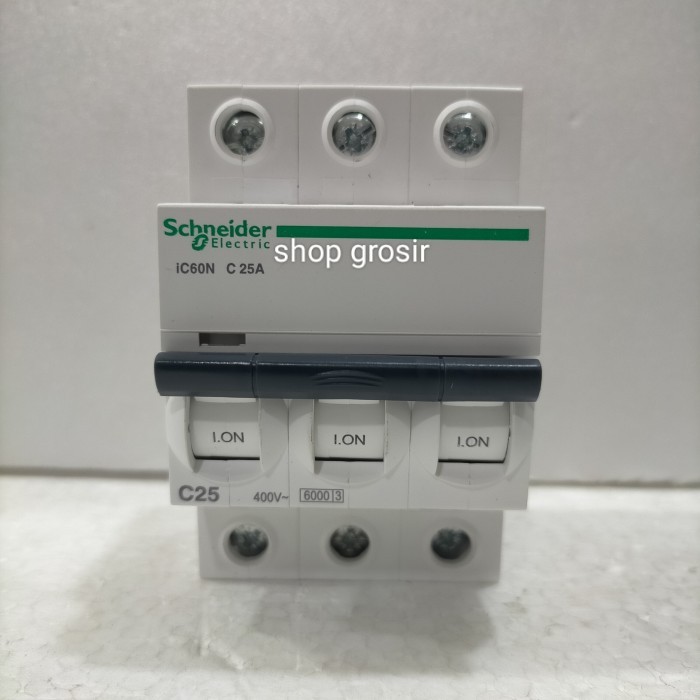 Schneider
Electric
shop grosir
iC60N C 25A
I.ON I.ON I.ON
C25 400V~ 6000 3